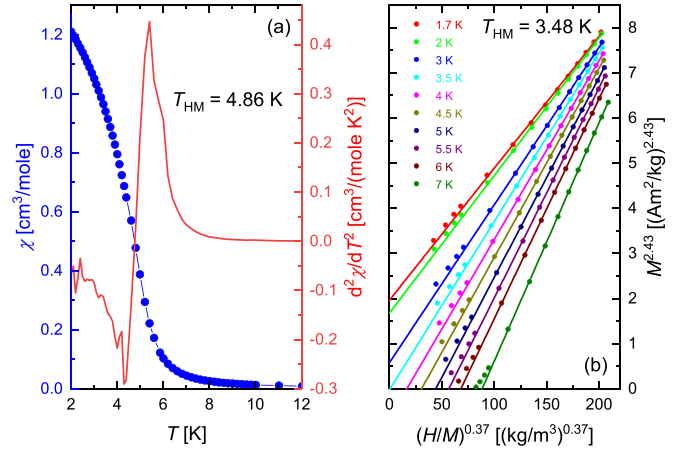 (a)
T_HM = 4.86 K
χ [cm³/mole]
1.2
1.0
0.8
0.6
0.4
0.2
0.0
d²χ/dT² [cm³/(mole K²)]
0.4
0.3
0.2
0.1
0.0
-0.1
-0.2
-0.3
2 4 6 8 10 12
T [K]
T_HM = 3.48 K
1.7 K
2 K
3 K
3.5 K
4 K
4.5 K
5 K
5.5 K
6 K
7 K
(b)
M^2.43 [(Am²/kg)^2.43]
8
7
6
5
4
3
2
1
0
0 50 100 150 200
(H/M)^0.37 [(kg/m³)^0.37]